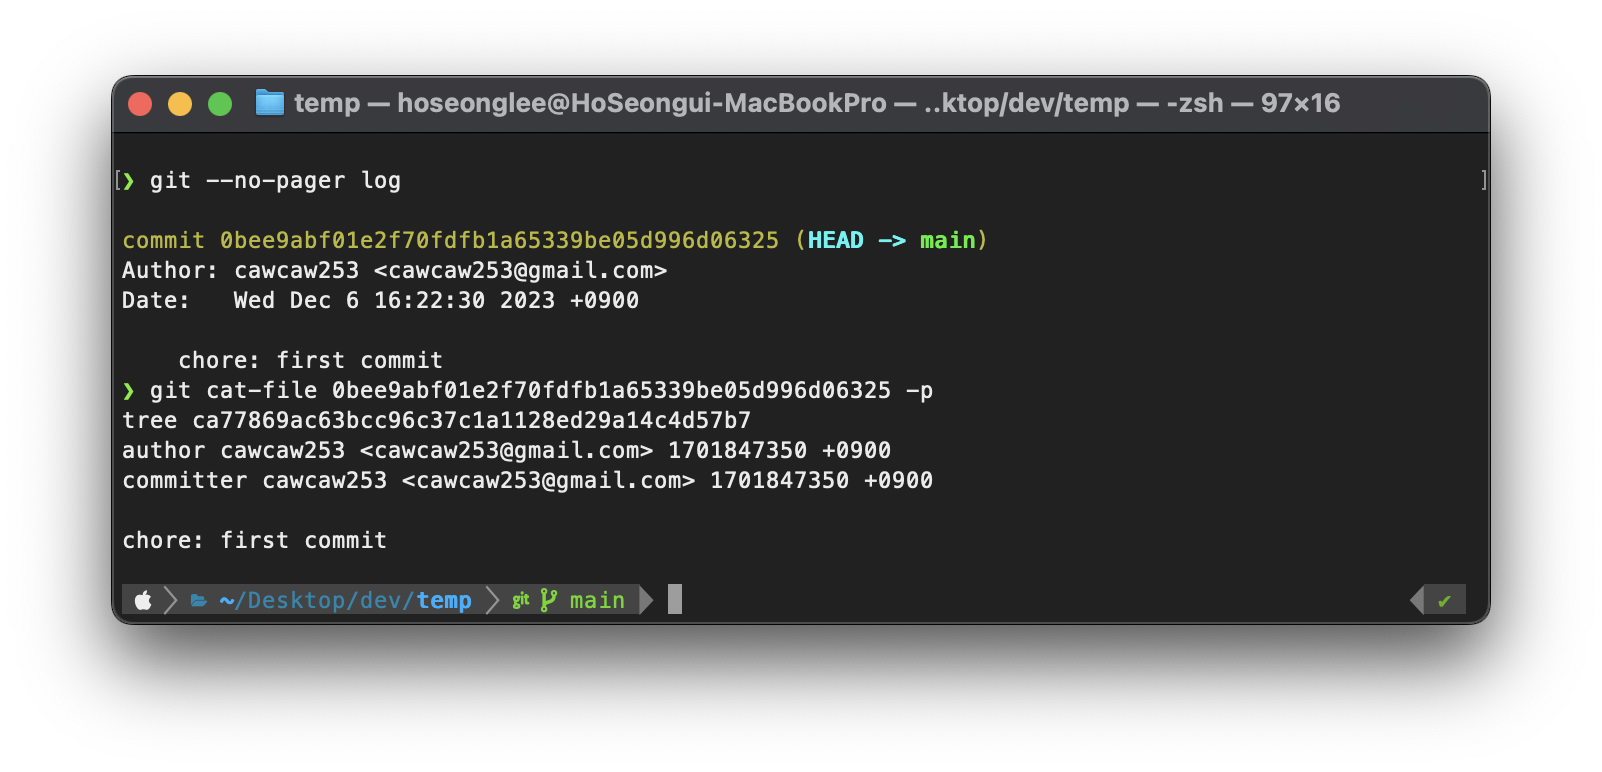 temp — hoseonglee@HoSeongui-MacBookPro — ..ktop/dev/temp — -zsh — 97×16
[❯ git --no-pager log ]
commit 0bee9abf01e2f70fdfb1a65339be05d996d06325 (HEAD -> main)
Author: cawcaw253 <cawcaw253@gmail.com>
Date:   Wed Dec 6 16:22:30 2023 +0900
    chore: first commit
❯ git cat-file 0bee9abf01e2f70fdfb1a65339be05d996d06325 -p
tree ca77869ac63bcc96c37c1a1128ed29a14c4d57b7
author cawcaw253 <cawcaw253@gmail.com> 1701847350 +0900
committer cawcaw253 <cawcaw253@gmail.com> 1701847350 +0900
chore: first commit
~/Desktop/dev/temp git main ✔